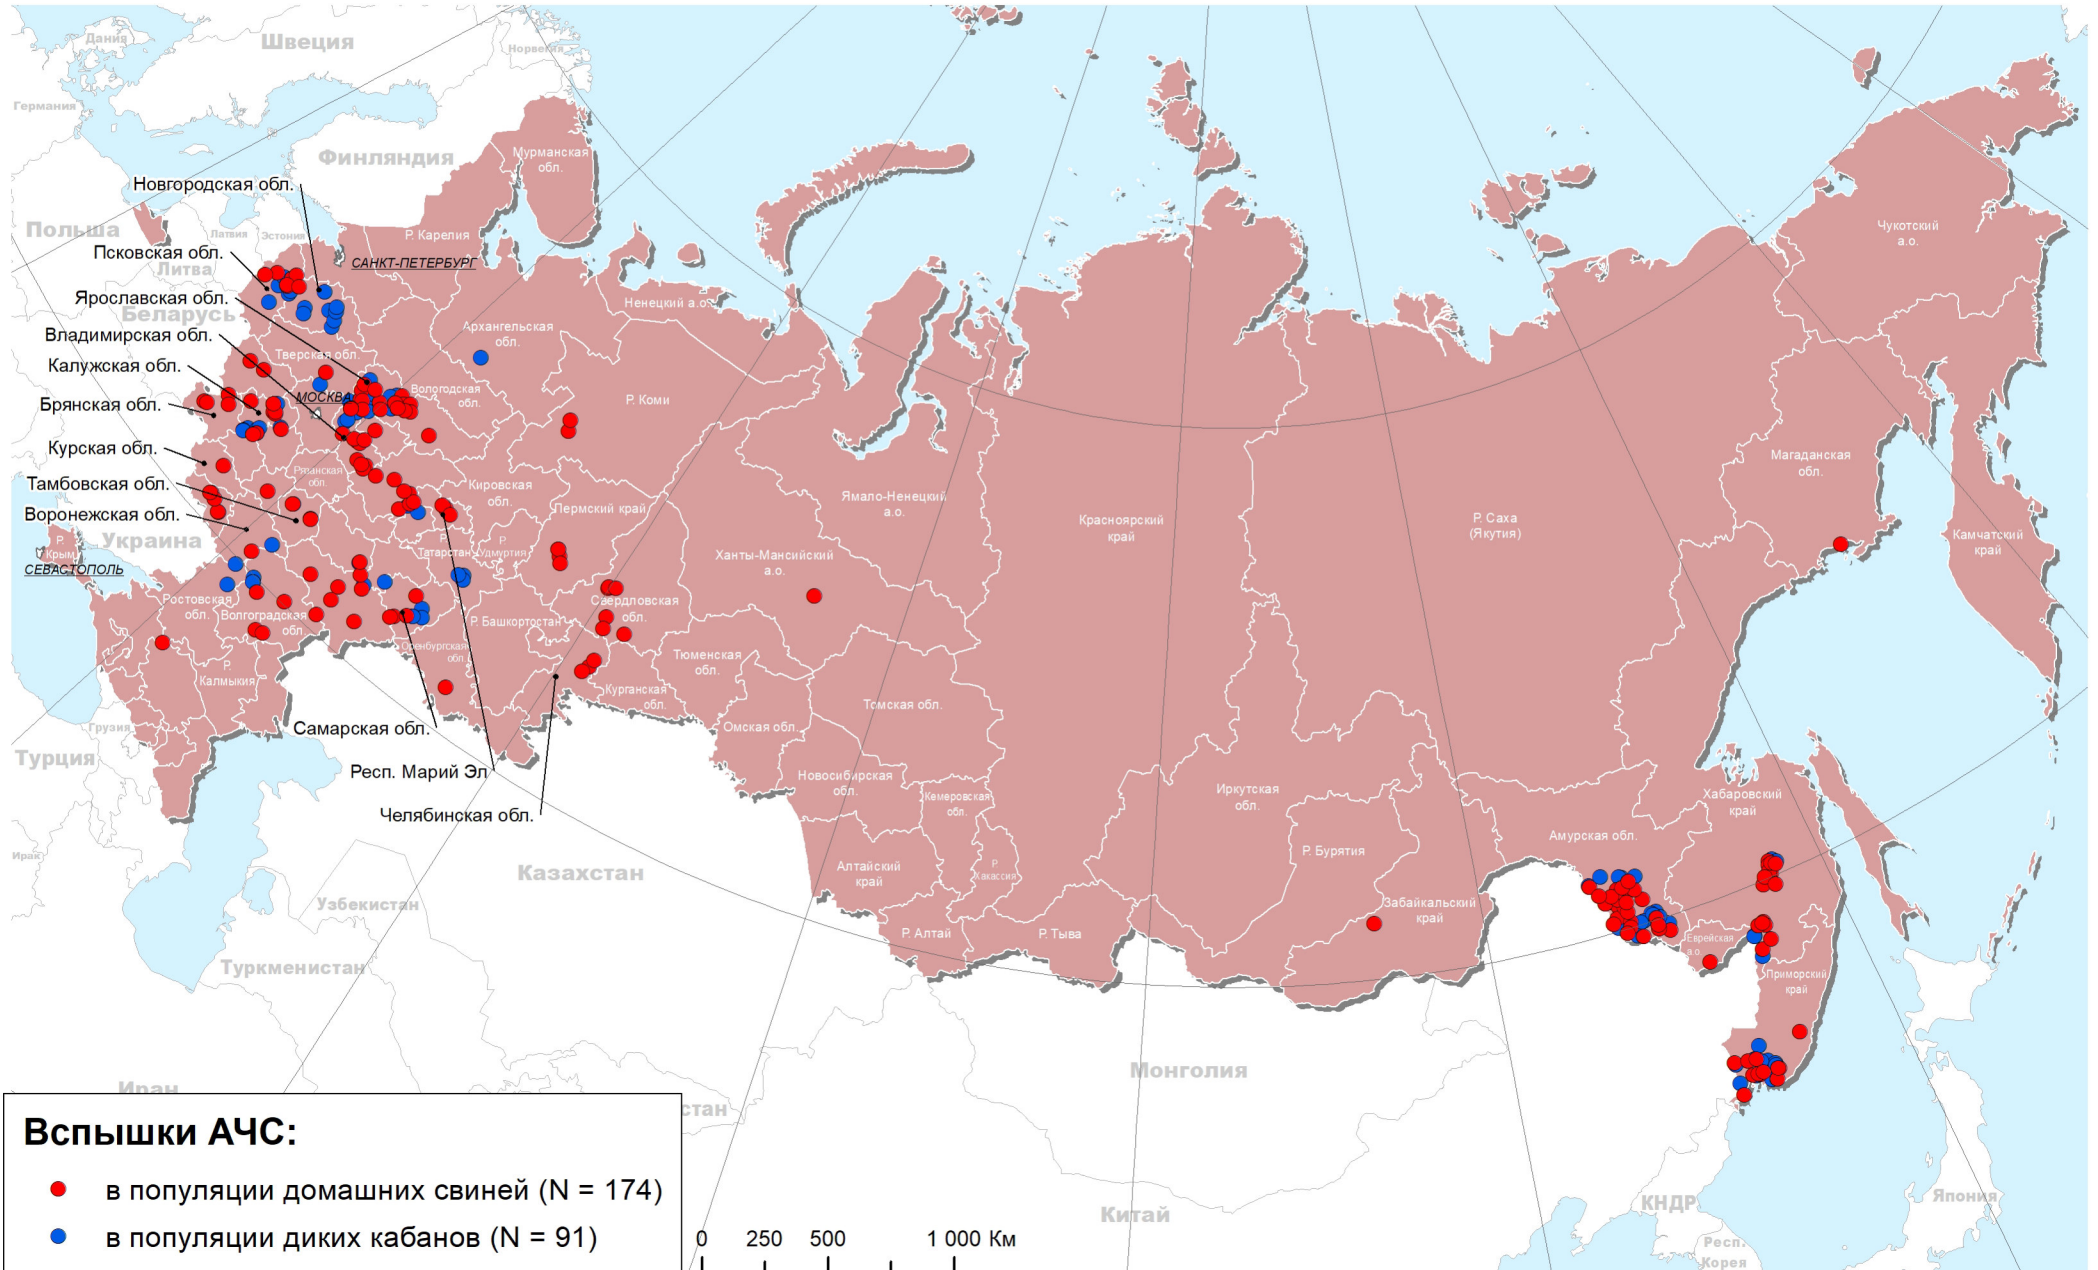 Дания
Швеция
Норвегия
Германия
Финляндия
Мурманская
обл.
Новгородская обл.
Польша
Латвия
Эстония
Р. Карелия
Чукотский
а.о.
Псковская обл.
САНКТ-ПЕТЕРБУРГ
Литва
Ярославская обл.
Ненецкий а.о.
Беларусь
Архангельская
обл.
Владимирская обл.
Тверская обл.
Калужская обл.
МОСКВА
Вологодская
обл.
Р. Коми
Брянская обл.
Курская обл.
Рязанская
обл.
Магаданская
обл.
Тамбовская обл.
Кировская
обл.
Ямало-Ненецкий
а.о.
Воронежская обл.
Пермский край
Красноярский
край
Р. Саха
(Якутия)
Украина
Р.
Крым
Р.
Татарстан
Р.
Удмуртия
Ханты-Мансийский
а.о.
Камчатский
край
СЕВАСТОПОЛЬ
Ростовская
обл.
Волгоградская
обл.
Свердловская
обл.
Р. Башкортостан
Оренбургская
обл.
Тюменская
обл.
Р.
Калмыкия
Курганская
обл.
Томская обл.
Грузия
Самарская обл.
Омская обл.
Турция
Респ. Марий Эл
Новосибирская
обл.
Кемеровская
обл.
Иркутская
обл.
Хабаровский
край
Челябинская обл.
Амурская обл.
Ирак
Казахстан
Алтайский
край
Р.
Хакассия
Р. Бурятия
Узбекистан
Забайкальский
край
Р. Алтай
Р. Тыва
Еврейская
а.о.
Туркменистан
Приморский
край
Монголия
Иран
стан
Вспышки АЧС:
в популяции домашних свиней (N = 174)
в популяции диких кабанов (N = 91)
0 250 500 1 000 Км
Китай
КНДР
Япония
Респ.
Корея